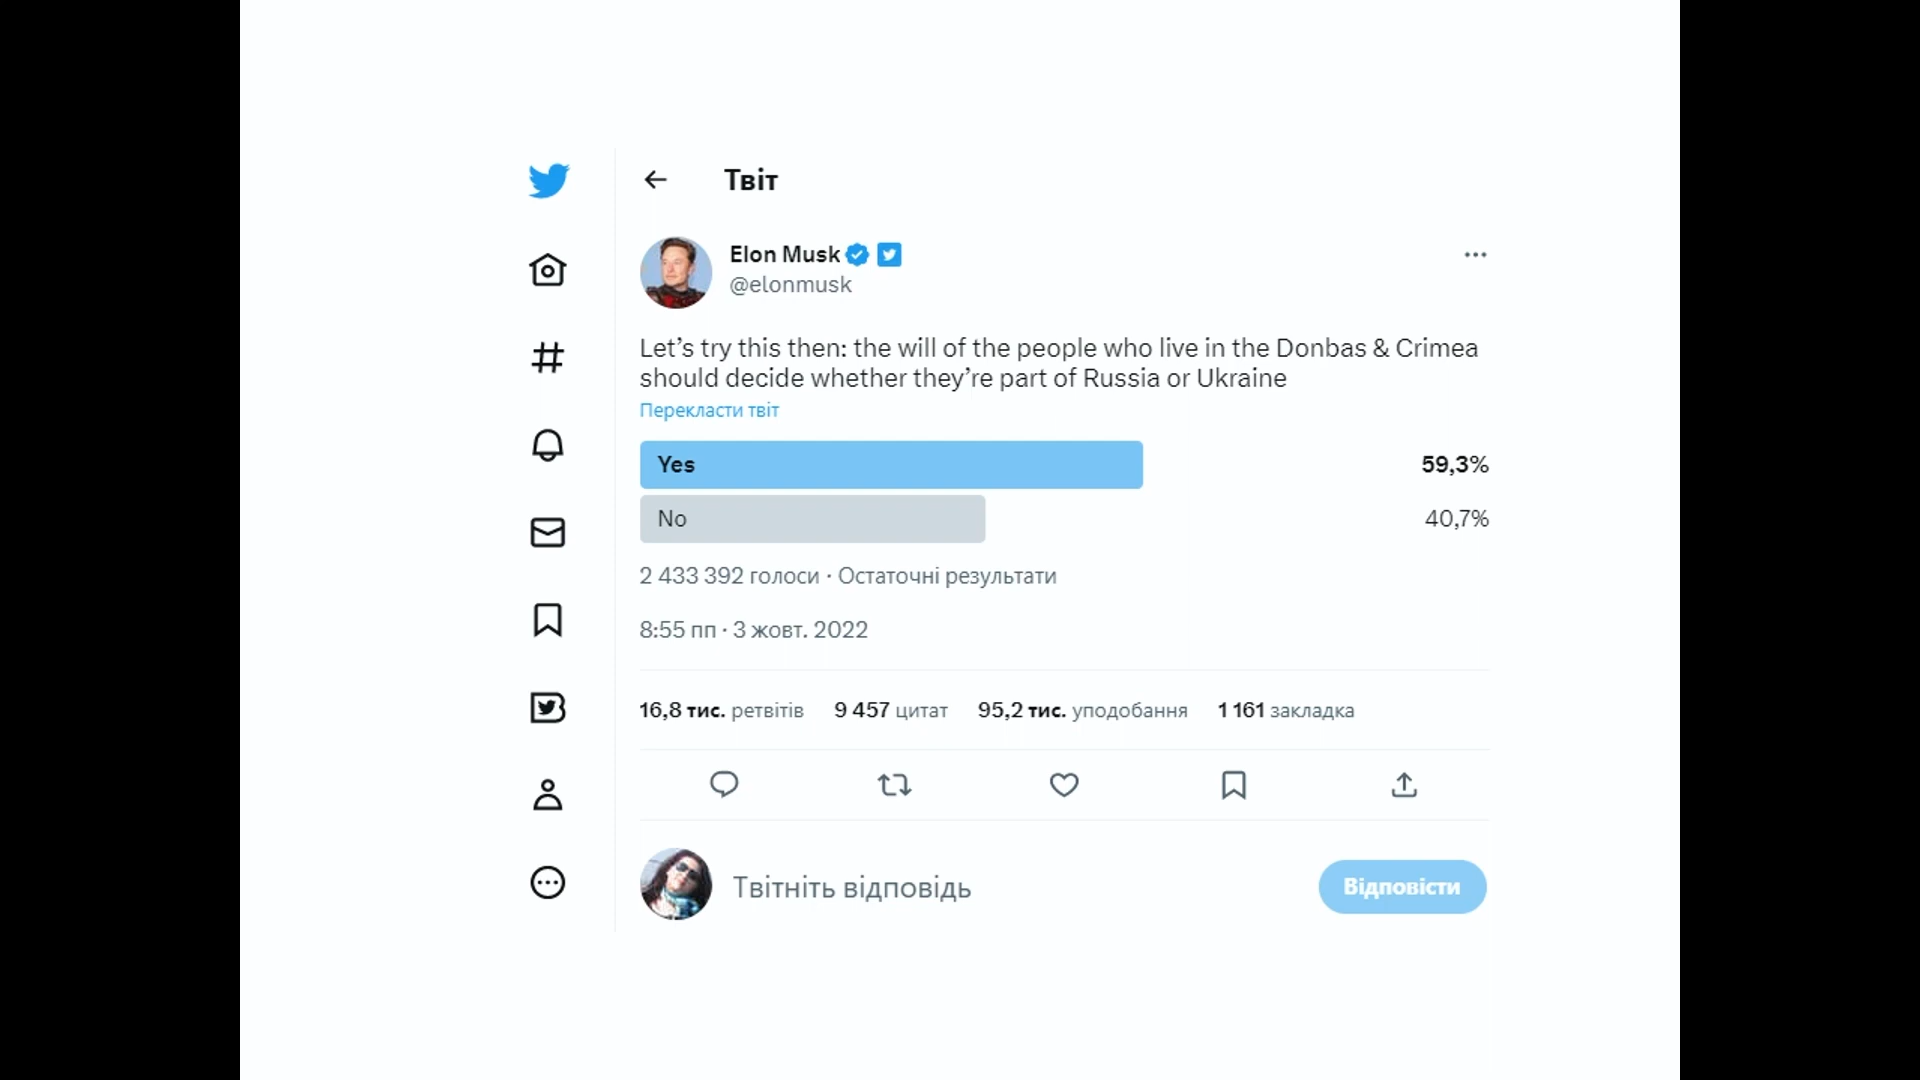 Твіт
Elon Musk
@elonmusk
Let’s try this then: the will of the people who live in the Donbas & Crimea
should decide whether they’re part of Russia or Ukraine
Перекласти твіт
Yes 59,3%
No 40,7%
2 433 392 голоси · Остаточні результати
8:55 пп · 3 жовт. 2022
16,8 тис. ретвітів 9 457 цитат 95,2 тис. уподобання 1 161 закладка
Твітніть відповідь Відповісти